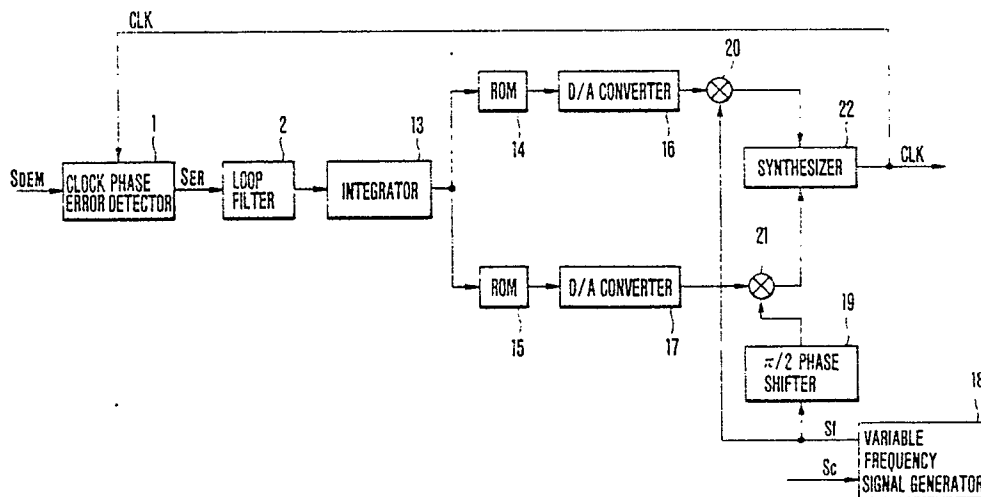 CLK
20
1
2
13
ROM
D/A CONVERTER
14
16
22
SDEM
CLOCK PHASE
ERROR DETECTOR
SER
LOOP
FILTER
INTEGRATOR
SYNTHESIZER
CLK
21
ROM
D/A CONVERTER
15
17
19
π/2 PHASE
SHIFTER
18
Sf
VARIABLE
FREQUENCY
SIGNAL GENERATOR
Sc